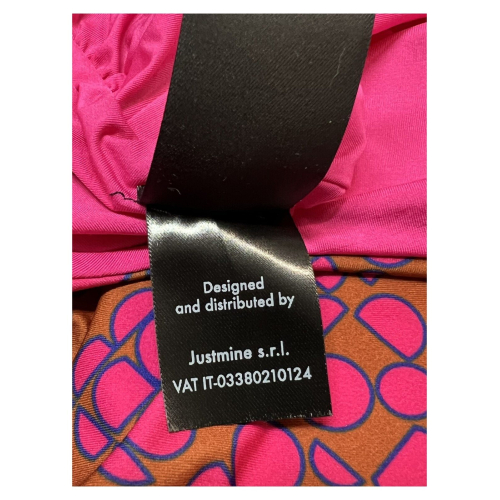 Designed
and distributed by
Justmine s.r.l.
VAT IT-03380210124